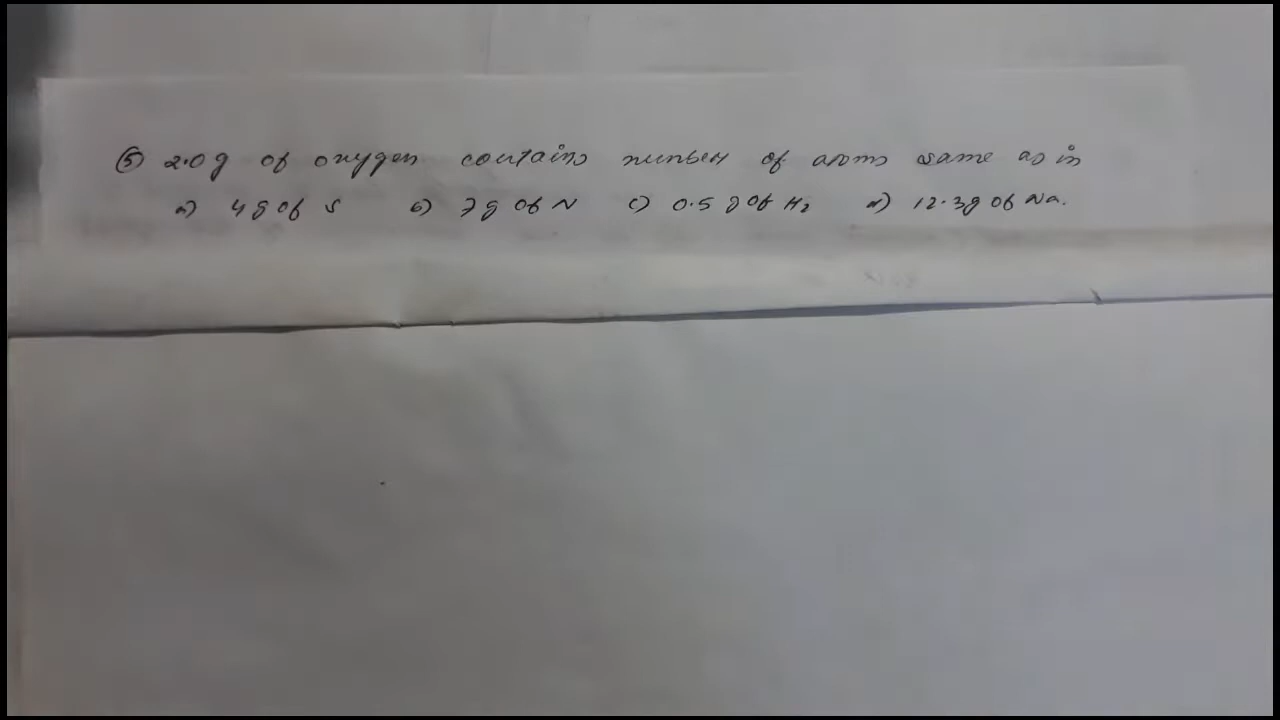 ⑤ 2.0g of oxygen contains number of atoms same as in
a) 4g of S b) 7g of N c) 0.5g of H₂ d) 12.3g of Na.